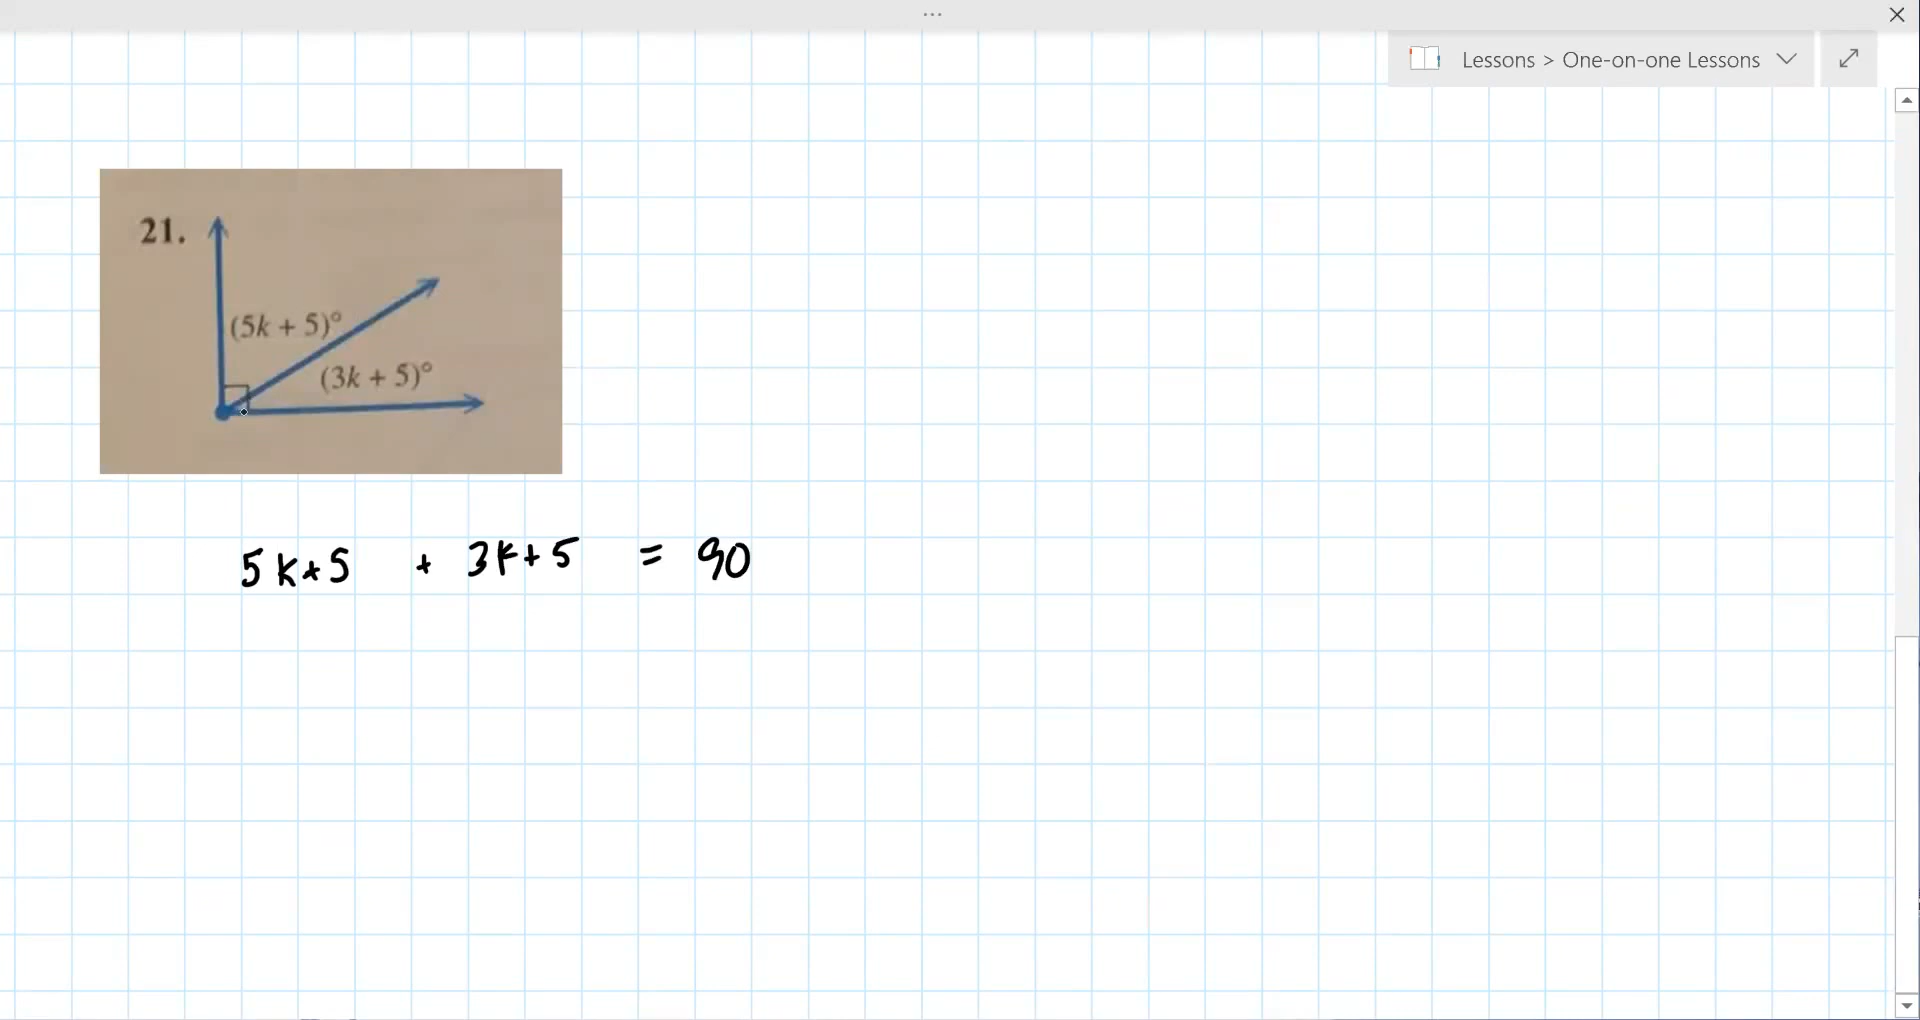 ...
Lessons > One-on-one Lessons
21.
(5k + 5)°
(3k + 5)°
5k+5 + 3k+5 = 90